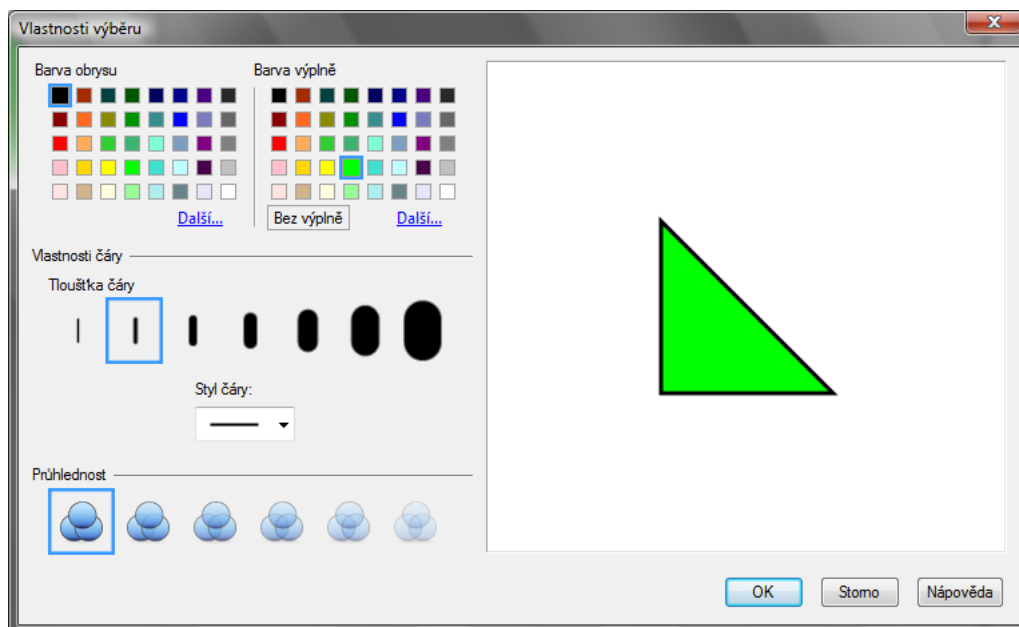 Vlastnosti výběru
Barva obrysu
Barva výplně
Další...
Bez výplně
Další...
Vlastnosti čáry
Tloušťka čáry
Styl čáry:
Průhlednost
OK
Storno
Nápověda